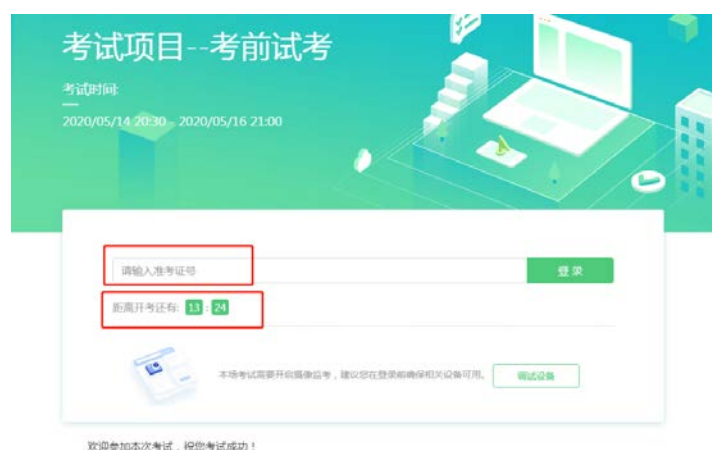 考试项目--考前试考
考试时间:
2020/05/14 20:30 - 2020/05/16 21:00
请输入准考证号
登录
距离开考还有: 13 : 24
本场考试需要开启摄像监考，建议您在登录前确保相关设备可用。
调试设备
欢迎参加本次考试，祝您考试成功！